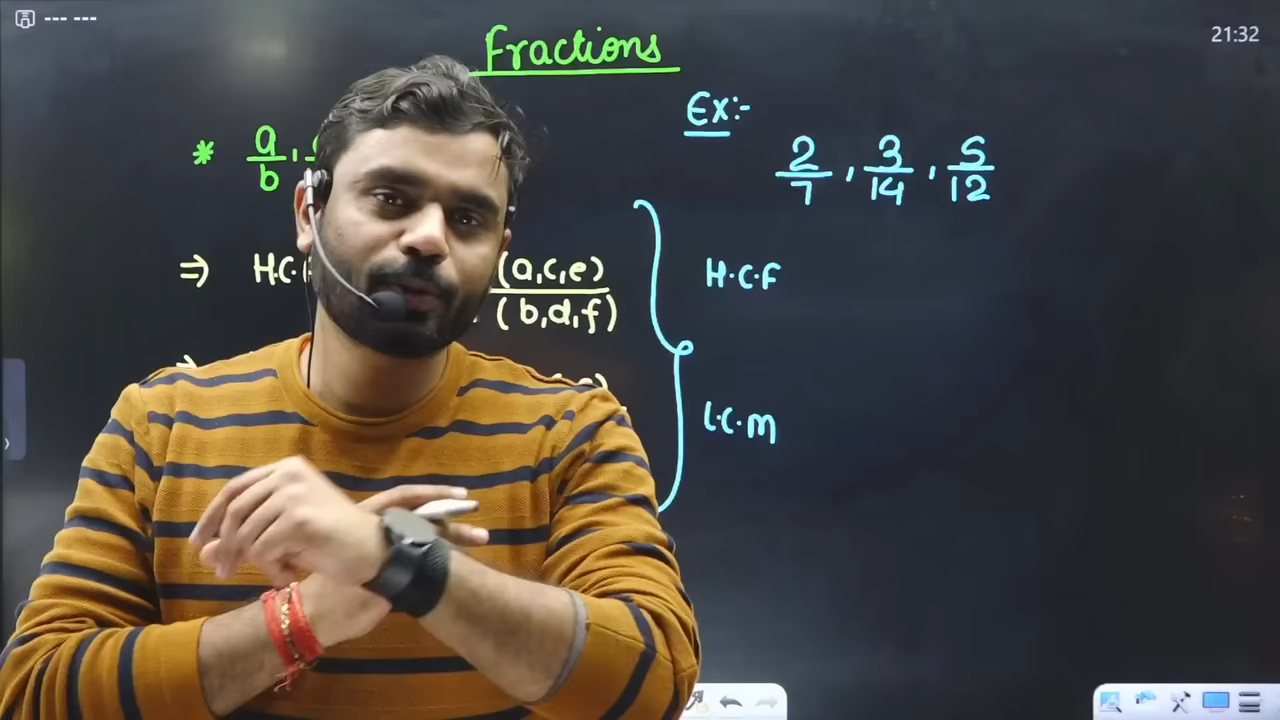 --- ---
21:32
Fractions
* a/b,
⇒ H.C.
(a,c,e)
(b,d,f)
⇒
Ex:-
2/7, 3/14, 5/12
H.C.F
L.C.M